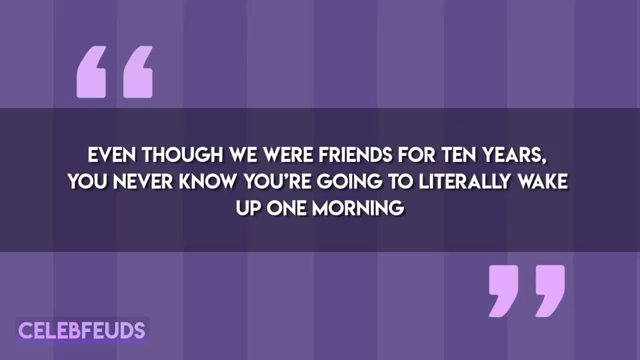 EVEN THOUGH WE WERE FRIENDS FOR TEN YEARS,
YOU NEVER KNOW YOU'RE GOING TO LITERALLY WAKE
UP ONE MORNING
CELEBFEUDS